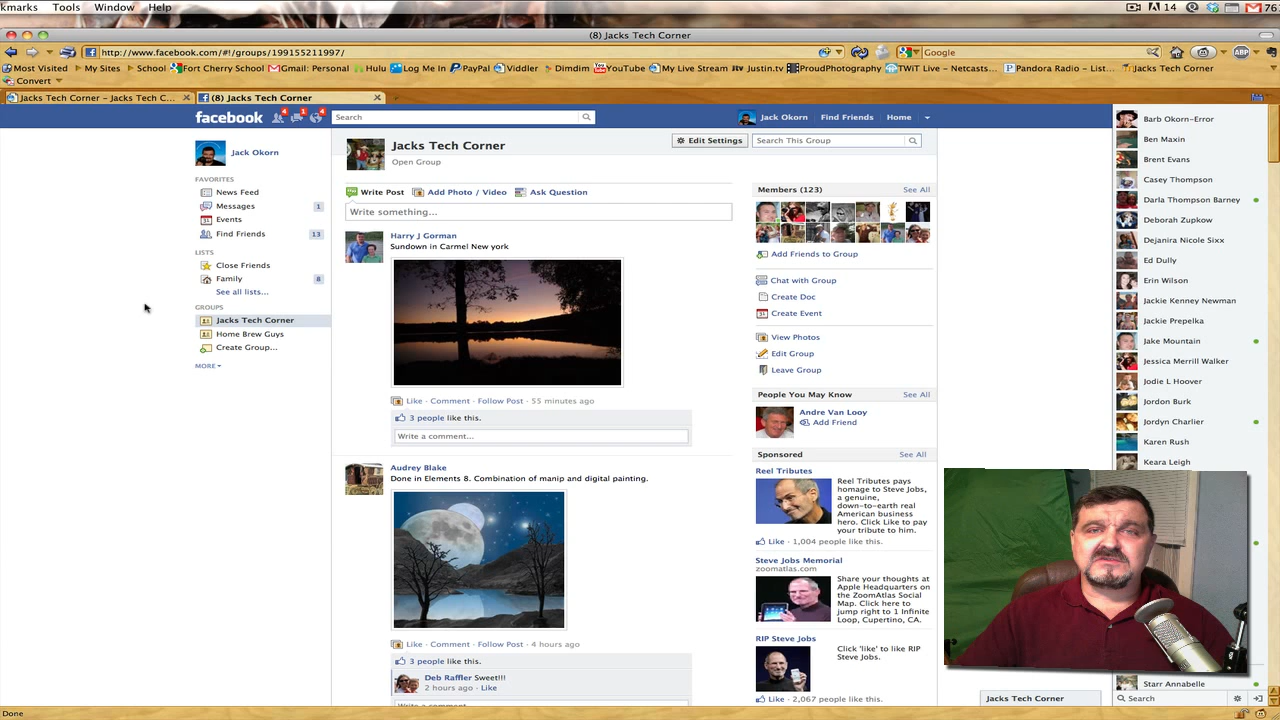 kmarks Tools Window Help
14
76
(8) Jacks Tech Corner
http://www.facebook.com/#!/groups/199155211997/
Google
ABP
Most Visited My Sites School Fort Cherry School Gmail: Personal Hulu Log Me In PayPal Viddler Dimdim YouTube My Live Stream Justin.tv ProudPhotography TWiT Live – Netcasts... Pandora Radio – List... Jacks Tech Corner
Convert
Jacks Tech Corner – Jacks Tech C...
(8) Jacks Tech Corner
facebook
4
1
4
Search
Jack Okorn
Find Friends
Home
Jack Okorn
FAVORITES
News Feed
Messages 1
Events
Find Friends 13
LISTS
Close Friends
Family 8
See all lists...
GROUPS
Jacks Tech Corner
Home Brew Guys
Create Group...
MORE
Jacks Tech Corner
Open Group
Edit Settings
Search This Group
Write Post Add Photo / Video Ask Question
Write something...
Harry J Gorman
Sundown in Carmel New york
Like · Comment · Follow Post · 55 minutes ago
3 people like this.
Write a comment...
Audrey Blake
Done in Elements 8. Combination of manip and digital painting.
Like · Comment · Follow Post · 4 hours ago
3 people like this.
Deb Raffler Sweet!!!
2 hours ago · Like
Write a comment...
Members (123) See All
Add Friends to Group
Chat with Group
Create Doc
Create Event
View Photos
Edit Group
Leave Group
People You May Know See All
Andre Van Looy
Add Friend
Sponsored See All
Reel Tributes
Reel Tributes pays
homage to Steve Jobs,
a genuine,
down-to-earth real
American business
hero. Click Like to pay
your tribute to him.
Like · 1,004 people like this.
Steve Jobs Memorial
zoomatlas.com
Share your thoughts at
Apple Headquarters on
the ZoomAtlas Social
Map. Click here to
jump right to 1 Infinite
Loop, Cupertino, CA.
RIP Steve Jobs
Click 'like' to like RIP
Steve Jobs.
Like · 2,067 people like this.
Barb Okorn-Error
Ben Maxin
Brent Evans
Casey Thompson
Darla Thompson Barney
Deborah Zupkow
Dejanira Nicole Sixx
Ed Dully
Erin Wilson
Jackie Kenney Newman
Jackie Prepelka
Jake Mountain
Jessica Merrill Walker
Jodie L Hoover
Jordon Burk
Jordyn Charlier
Karen Rush
Keara Leigh
Starr Annabelle
Jacks Tech Corner
Search
Done